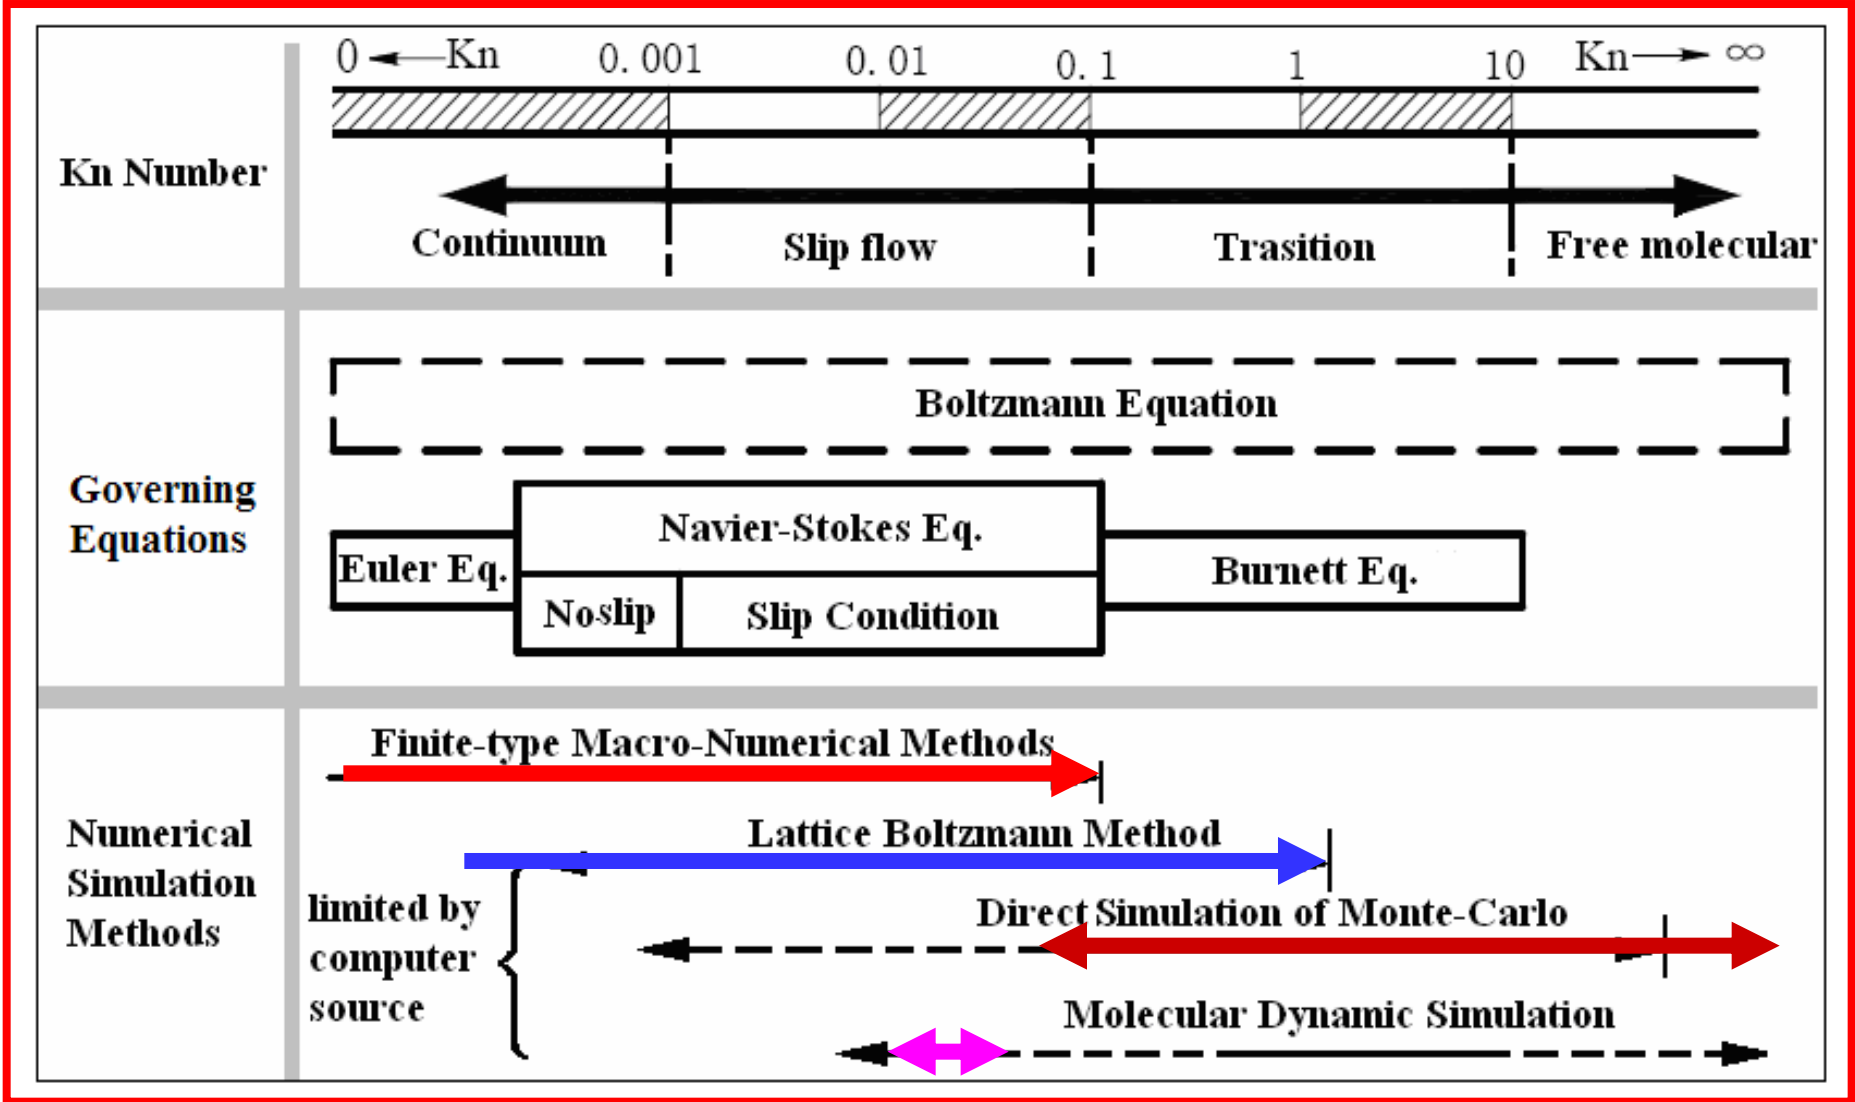 0 ←Kn 0.001 0.01 0.1 1 10 Kn→ ∞
Kn Number
Continuum Slip flow Trasition Free molecular
Boltzmann Equation
Governing
Equations
Navier-Stokes Eq.
Euler Eq.
Burnett Eq.
No-slip Slip Condition
Finite-type Macro-Numerical Methods
Numerical
Simulation
Methods
Lattice Boltzmann Method
limited by
computer
source
Direct Simulation of Monte-Carlo
Molecular Dynamic Simulation